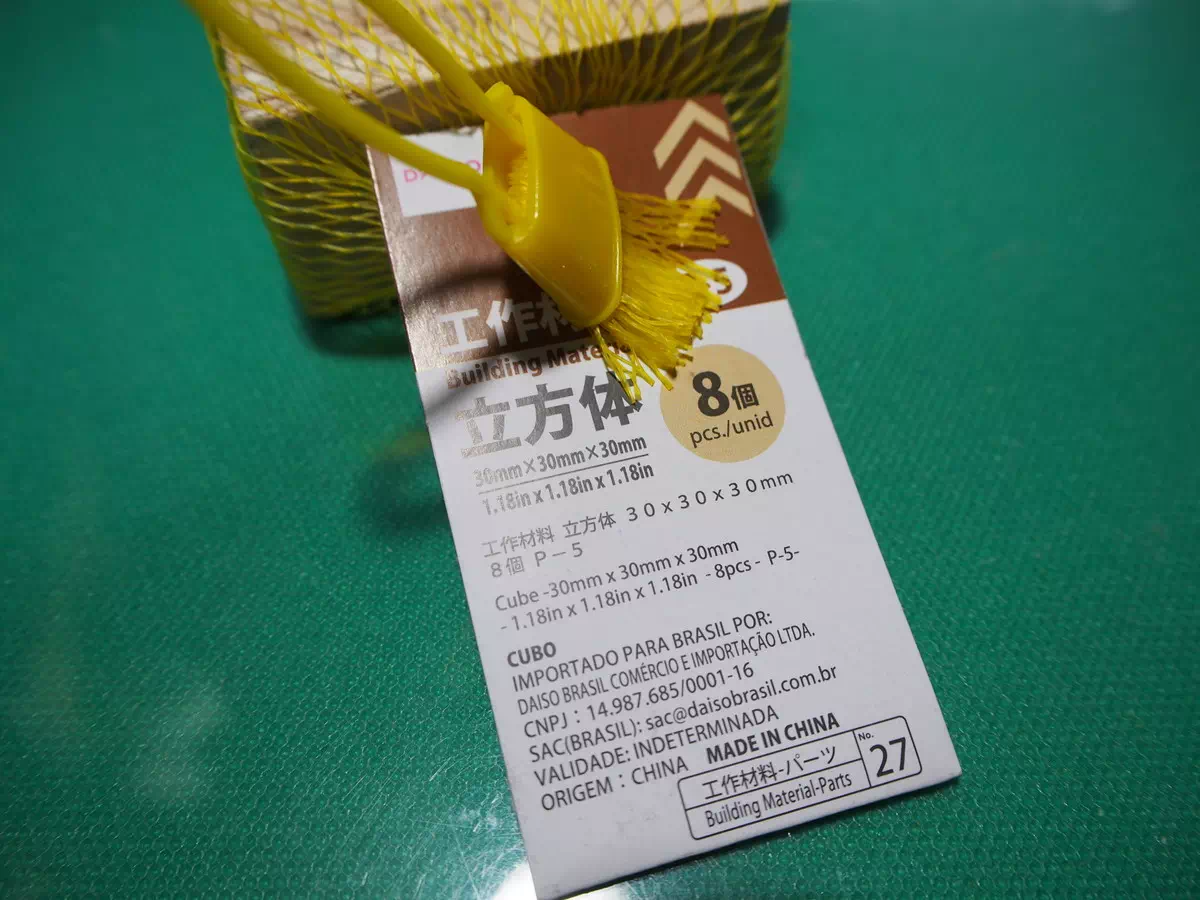 工作材
Building Material
立方体
30mm×30mm×30mm
1.18in x 1.18in x 1.18in
8個
pcs./unid
工作材料 立方体 30x30x30mm
8個 P−5
Cube -30mm x 30mm x 30mm
- 1.18in x 1.18in x 1.18in - 8pcs - P-5-
CUBO
IMPORTADO PARA BRASIL POR:
DAISO BRASIL COMÉRCIO E IMPORTAÇÃO LTDA.
CNPJ：14.987.685/0001-16
SAC(BRASIL): sac@daisobrasil.com.br
VALIDADE: INDETERMINADA
ORIGEM：CHINA MADE IN CHINA
工作材料-パーツ
Building Material-Parts
No.
27